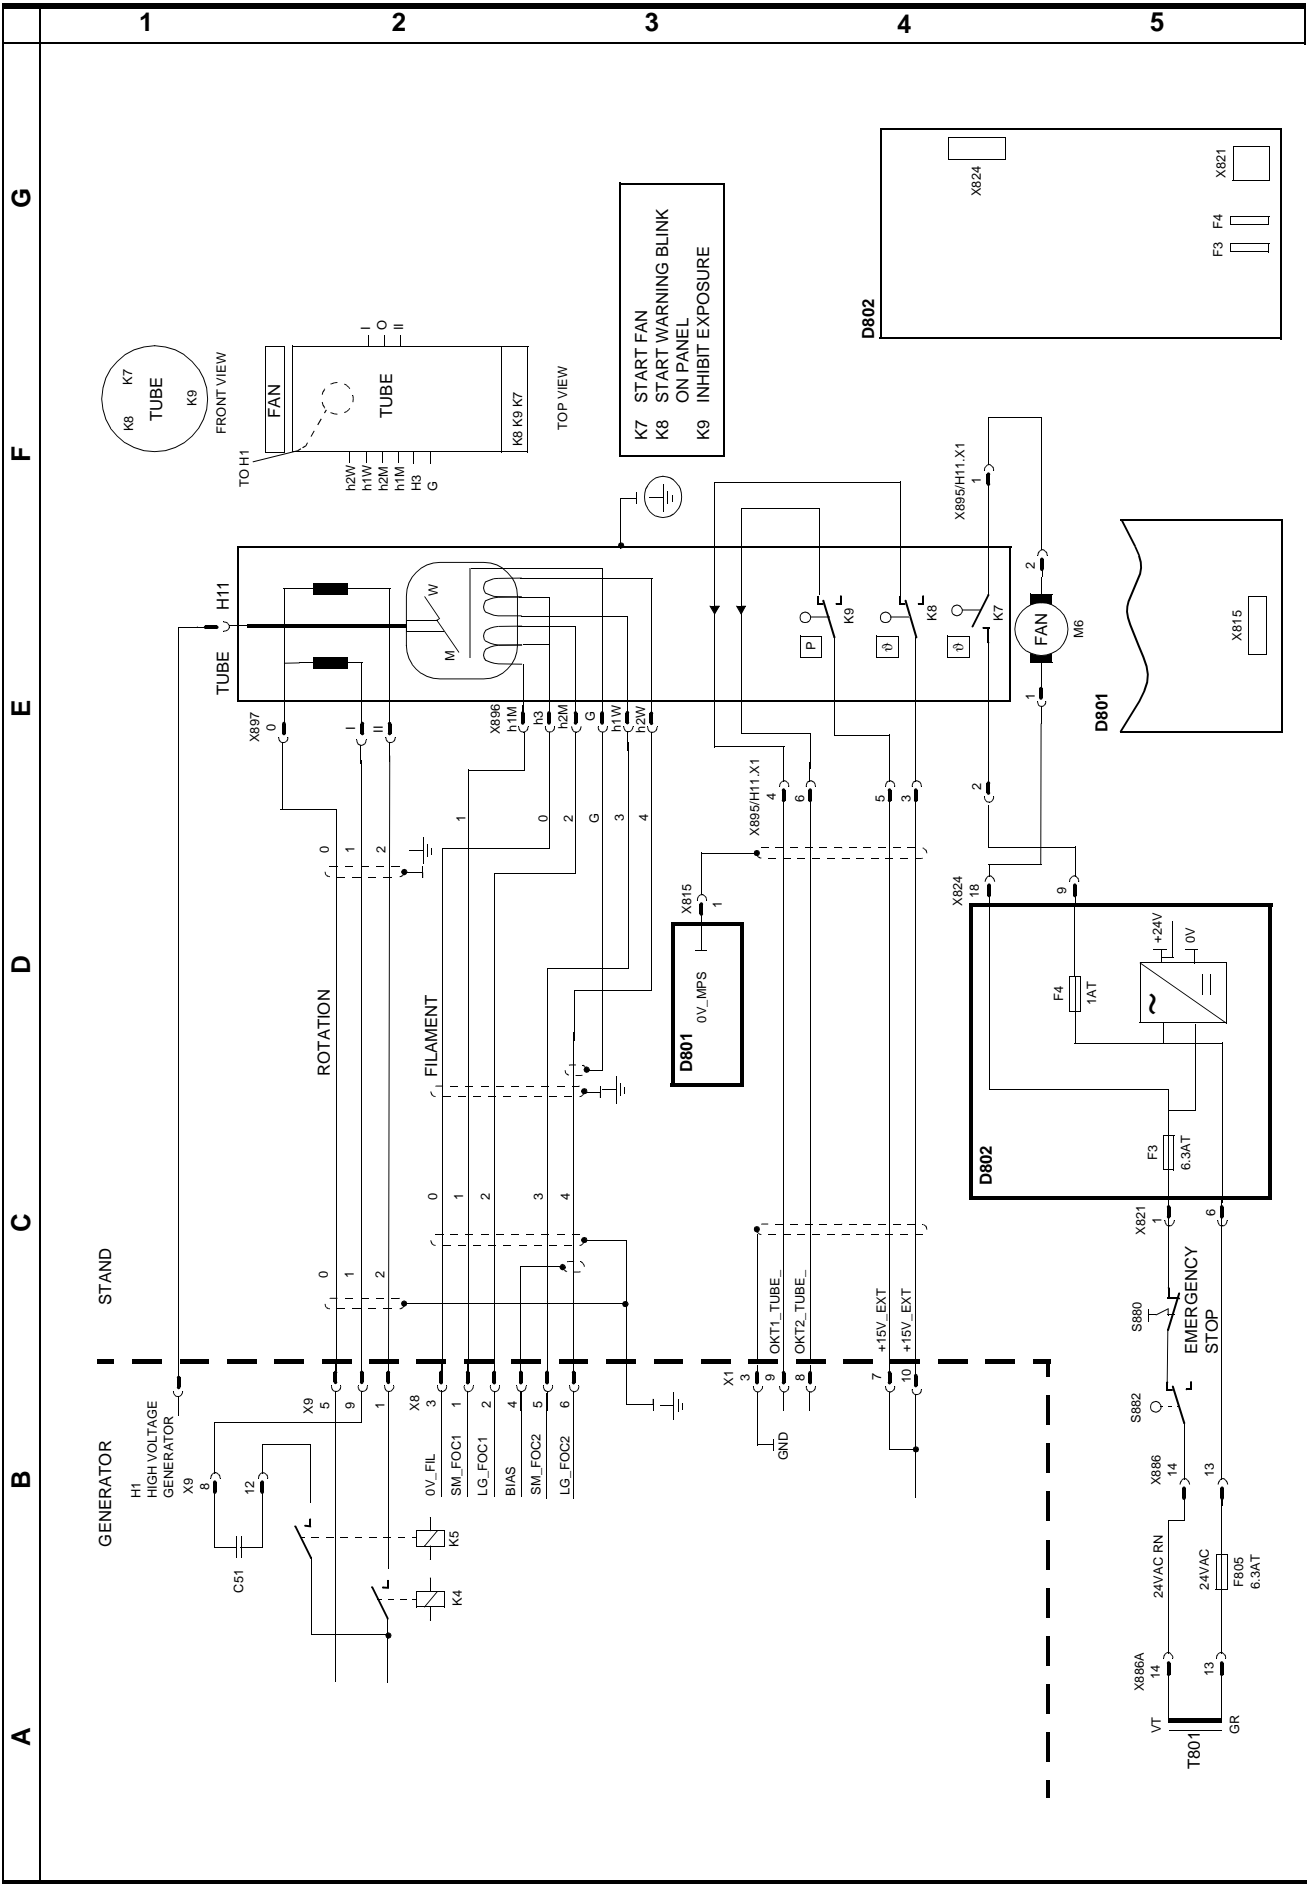 1
2
3
4
5
G
F
E
D
C
B
A
K8
K7
TUBE
K9
FRONT VIEW
TO H1
FAN
TUBE
I
O
II
h2W
h1W
h2M
h1M
H3
G
K8 K9 K7
TOP VIEW
K7 START FAN
K8 START WARNING BLINK
ON PANEL
K9 INHIBIT EXPOSURE
D802
X824
F3
F4
X821
D801
X815
TUBE
H11
M
W
X897
0
I
II
X896
h1M
h3
h2M
G
h1W
h2W
P
K9
ϑ
K8
ϑ
K7
X895/H11.X1
1
1
FAN
2
M6
X895/H11.X1
4
6
5
3
2
0
1
2
1
0
2
G
3
4
ROTATION
FILAMENT
D801
0V_MPS
X815
1
X824
18
9
D802
F3
6.3AT
F4
1AT
~
+24V
0V
STAND
0
1
2
0
1
2
3
4
OKT1_TUBE_
OKT2_TUBE_
+15V_EXT
+15V_EXT
X821
1
6
S880
EMERGENCY
STOP
S882
GENERATOR
H1
HIGH VOLTAGE
GENERATOR
X9
8
12
C51
X9
5
9
1
K5
K4
X8
3
1
2
4
5
6
0V_FIL
SM_FOC1
LG_FOC1
BIAS
SM_FOC2
LG_FOC2
X1
3
9
8
7
10
GND
X886
14
13
24VAC RN
24VAC
F805
6.3AT
X886A
14
13
VT
GR
T801